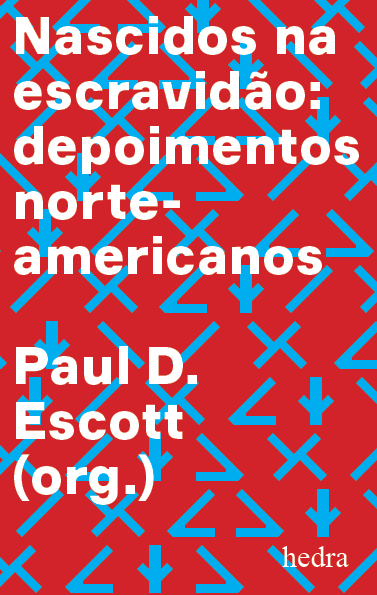 Nascidos na
escravidão:
depoimentos
norte-
americanos
Paul D.
Escott
(org.)
hedra